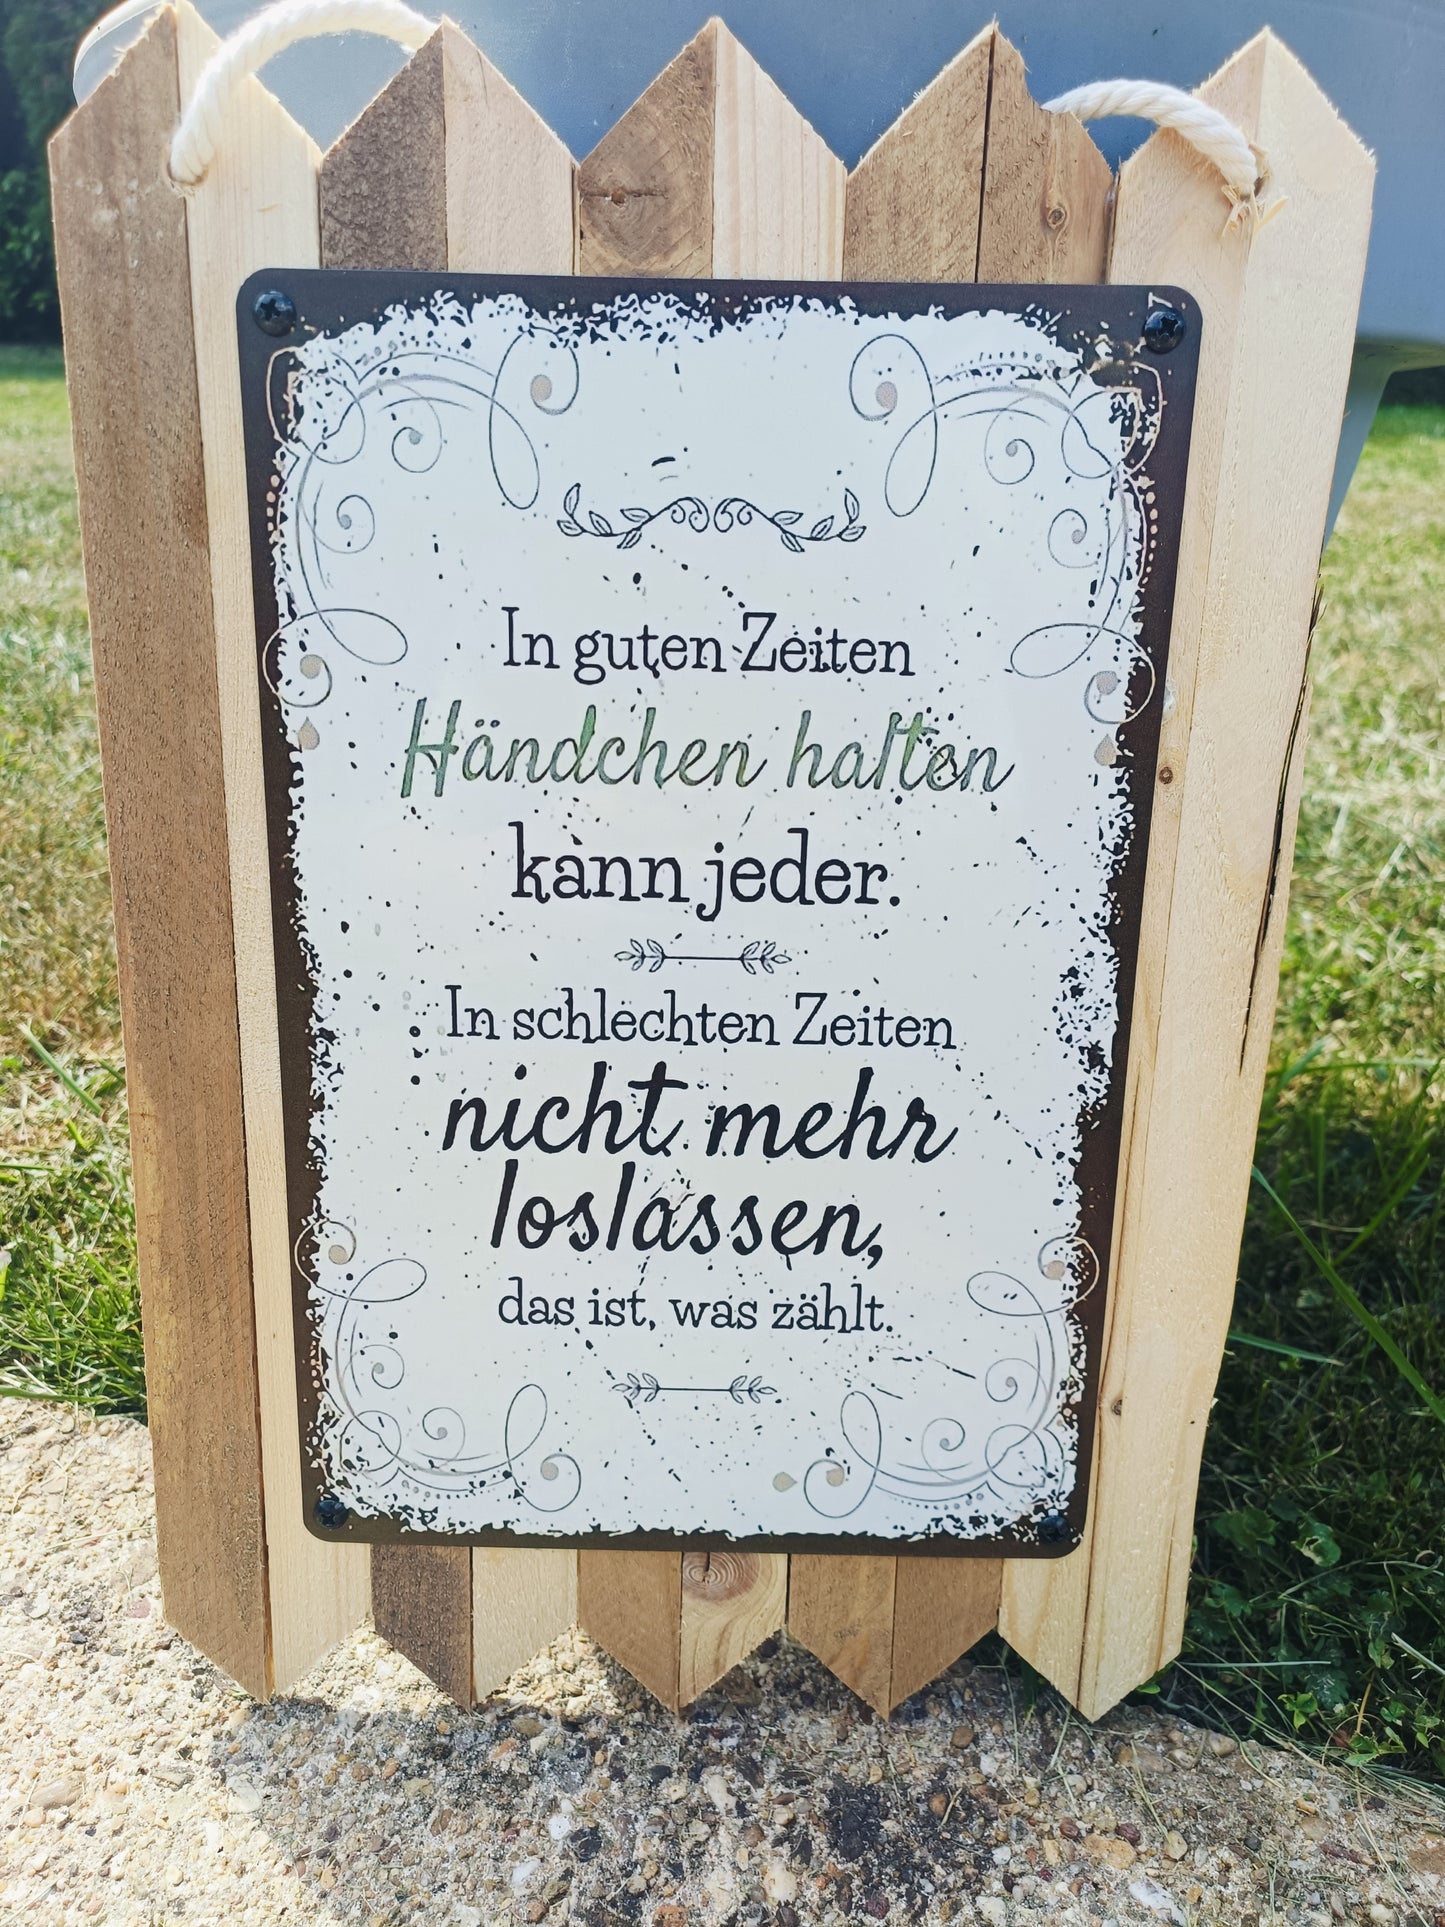 In guten Zeiten
Händchen halten
kann jeder.
In schlechten Zeiten
nicht mehr
loslassen,
das ist, was zählt.